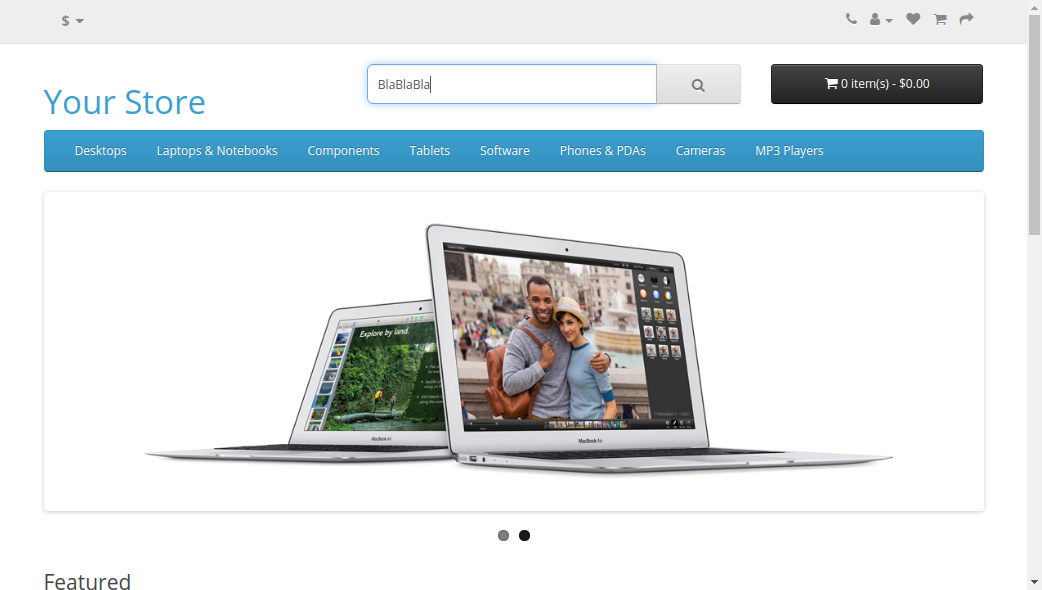 $
BlaBlaBla
0 item(s) - $0.00
Your Store
Desktops Laptops & Notebooks Components Tablets Software Phones & PDAs Cameras MP3 Players
Explore by land.
MacBook Air
MacBook Air
Featured